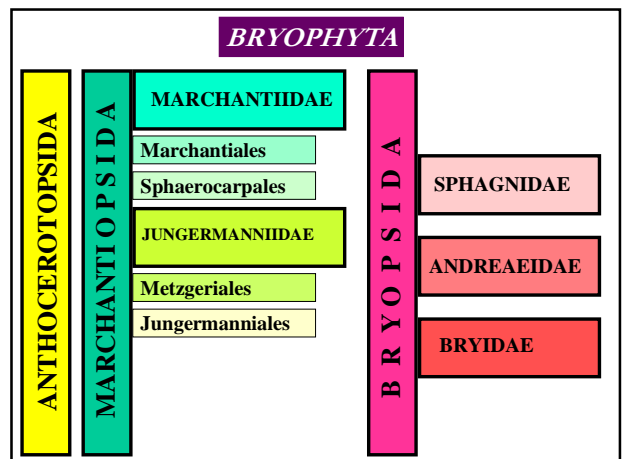 BRYOPHYTA
ANTHOCEROTOPSIDA
MARCHANTIOPSIDA
MARCHANTIIDAE
Marchantiales
Sphaerocarpales
JUNGERMANNIIDAE
Metzgeriales
Jungermanniales
BRYOPSIDA
SPHAGNIDAE
ANDREAEIDAE
BRYIDAE